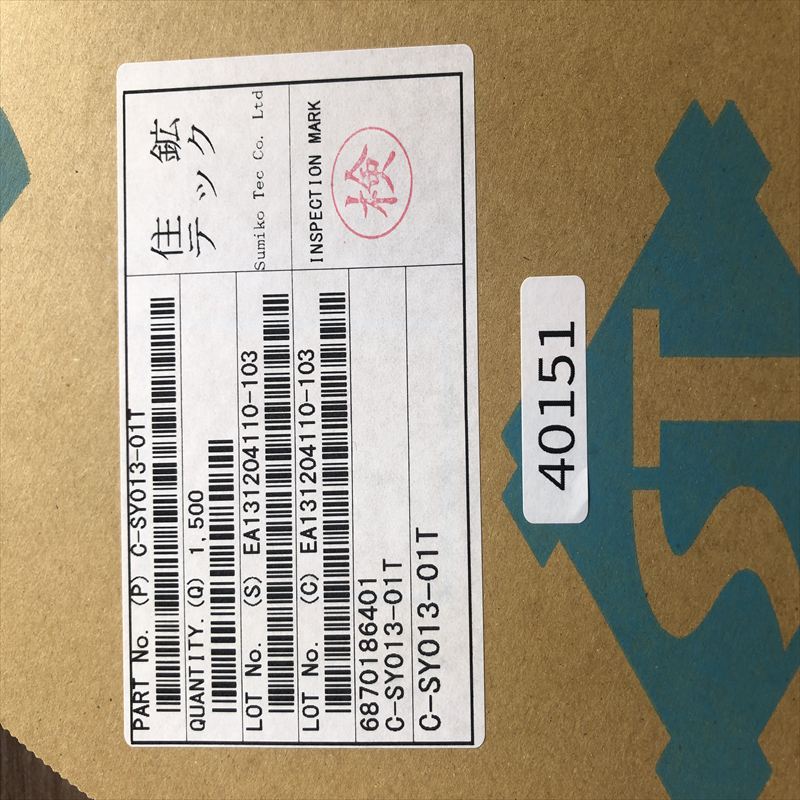 PART No. (P) C-SY013-01T
QUANTITY. (Q) 1,500
LOT No. (S) EA131204110-103
LOT No. (C) EA131204110-103
6870186401
C-SY013-01T
C-SY013-01T
住 鉱
テック
Sumiko Tec Co. Ltd
INSPECTION MARK
検
40151
ST